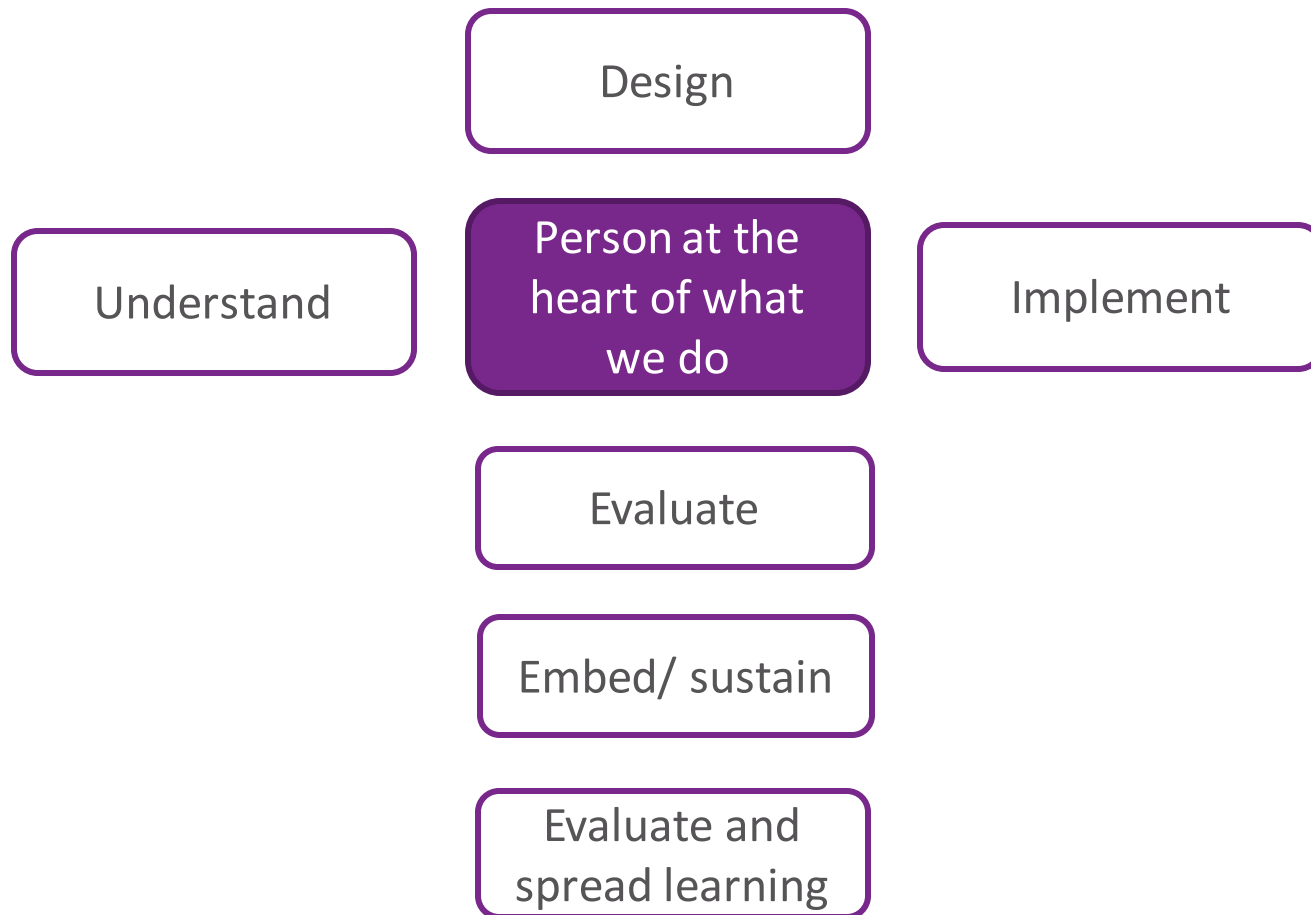 Design
Understand
Person at the
heart of what
we do
Implement
Evaluate
Embed/ sustain
Evaluate and
spread learning